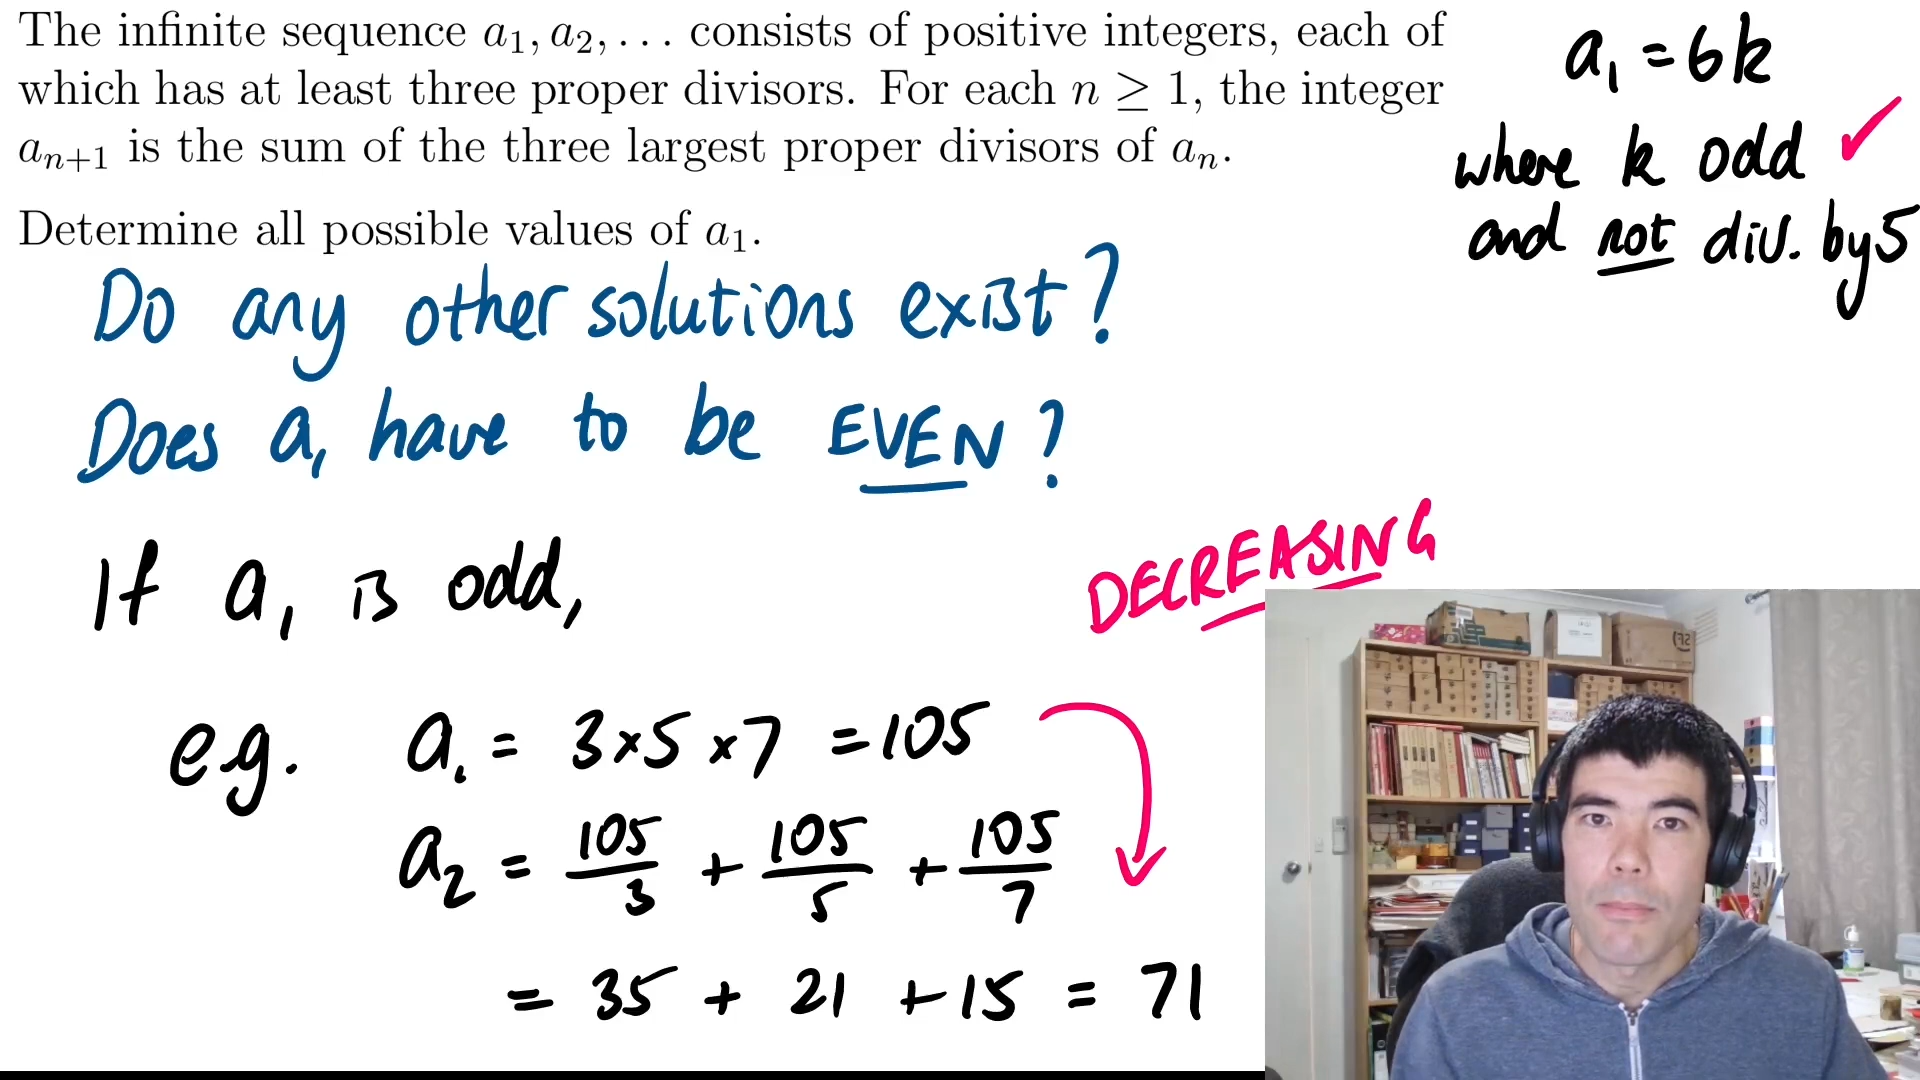 The infinite sequence a₁, a₂, . . . consists of positive integers, each of
which has at least three proper divisors. For each n ≥ 1, the integer
aₙ₊₁ is the sum of the three largest proper divisors of aₙ.
Determine all possible values of a₁.
a₁ = 6k
where k odd ✓
and not div. by 5
Do any other solutions exist?
Does a₁ have to be EVEN?
If a₁ is odd,
DECREASING
e.g. a₁ = 3×5×7 = 105
a₂ = 105/3 + 105/5 + 105/7
= 35 + 21 + 15 = 71